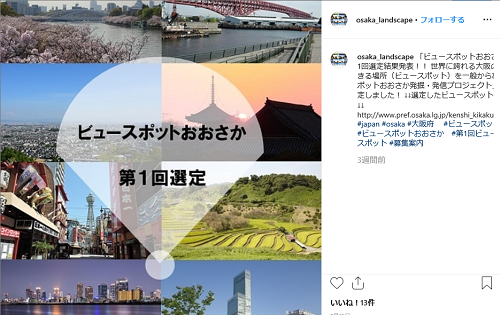 ビュースポットおおさか
第1回選定
osaka_landscape • フォローする
osaka_landscape 「ビュースポットおおさ
1回選定結果発表！！ 世界に誇れる大阪の
きる場所（ビュースポット）を一般から募
ポットおおさか発掘・発信プロジェクト」
定しました！ ↓↓選定したビュースポット
↓↓
http://www.pref.osaka.lg.jp/kenshi_kikaku
#japan #osaka #大阪府 #ビュースポッ
#ビュースポットおおさか #第1回ビュー
スポット #募集案内
3週間前
いいね！13件